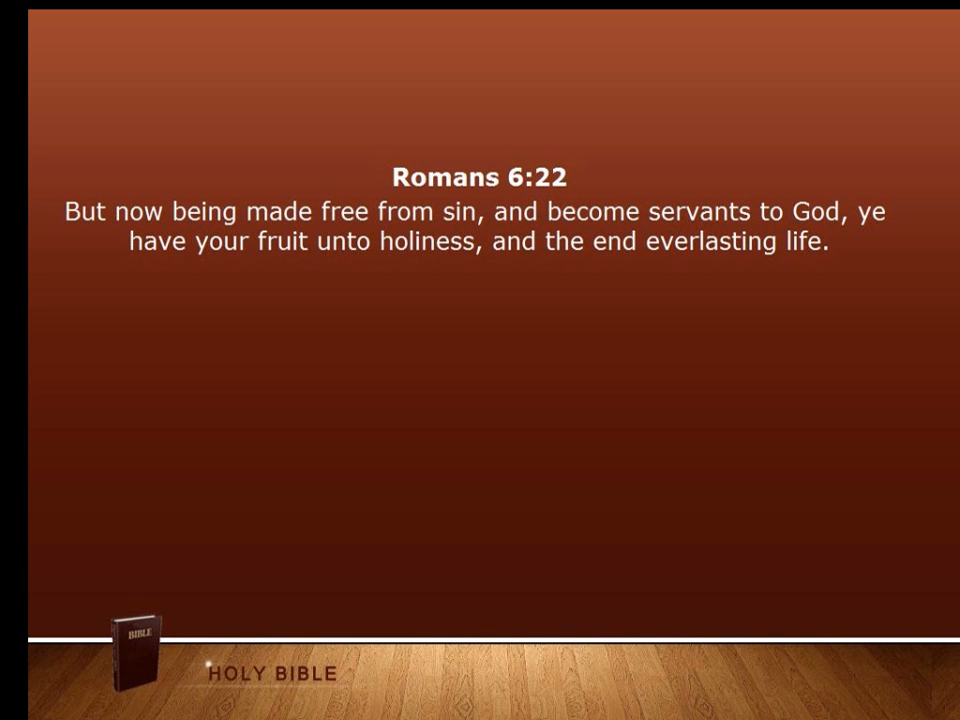 Romans 6:22
But now being made free from sin, and become servants to God, ye
have your fruit unto holiness, and the end everlasting life.
BIBLE
HOLY BIBLE